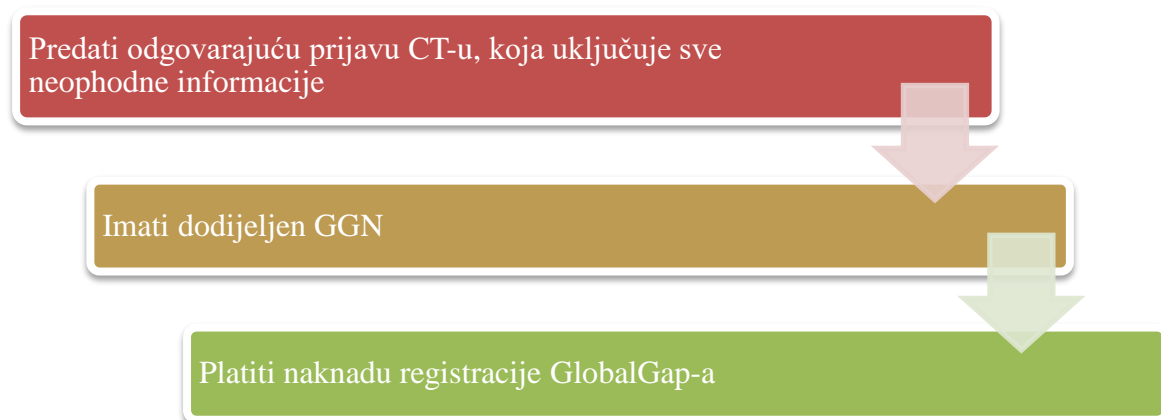 Predati odgovarajuću prijavu CT-u, koja uključuje sve
neophodne informacije
Imati dodijeljen GGN
Platiti naknadu registracije GlobalGap-a